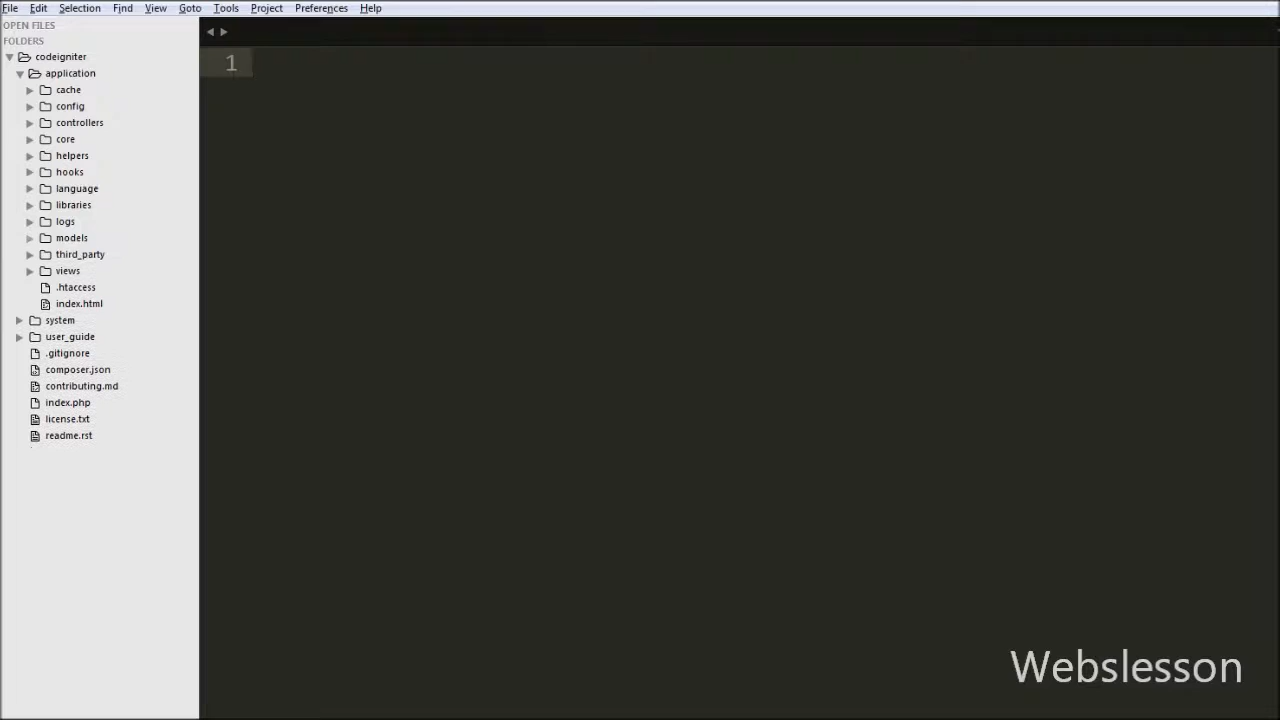 File Edit Selection Find View Goto Tools Project Preferences Help
OPEN FILES
FOLDERS
codeigniter
application
cache
config
controllers
core
helpers
hooks
language
libraries
logs
models
third_party
views
.htaccess
index.html
system
user_guide
.gitignore
composer.json
contributing.md
index.php
license.txt
readme.rst
1
Webslesson